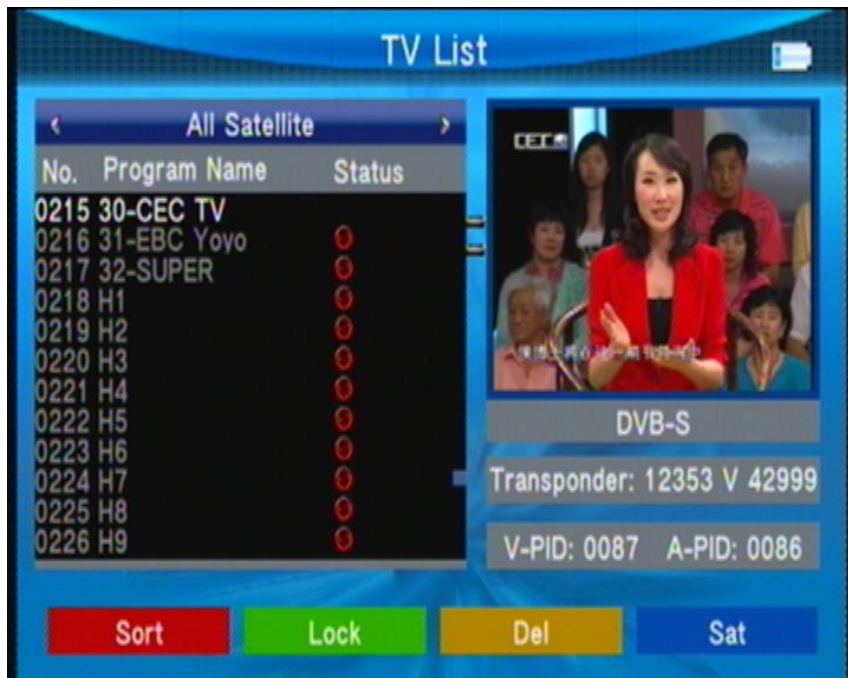 TV List
All Satellite
No. Program Name Status
0215 30-CEC TV
0216 31-EBC Yoyo
0217 32-SUPER
0218 H1
0219 H2
0220 H3
0221 H4
0222 H5
0223 H6
0224 H7
0225 H8
0226 H9
CEC
DVB-S
Transponder: 12353 V 42999
V-PID: 0087 A-PID: 0086
Sort Lock Del Sat